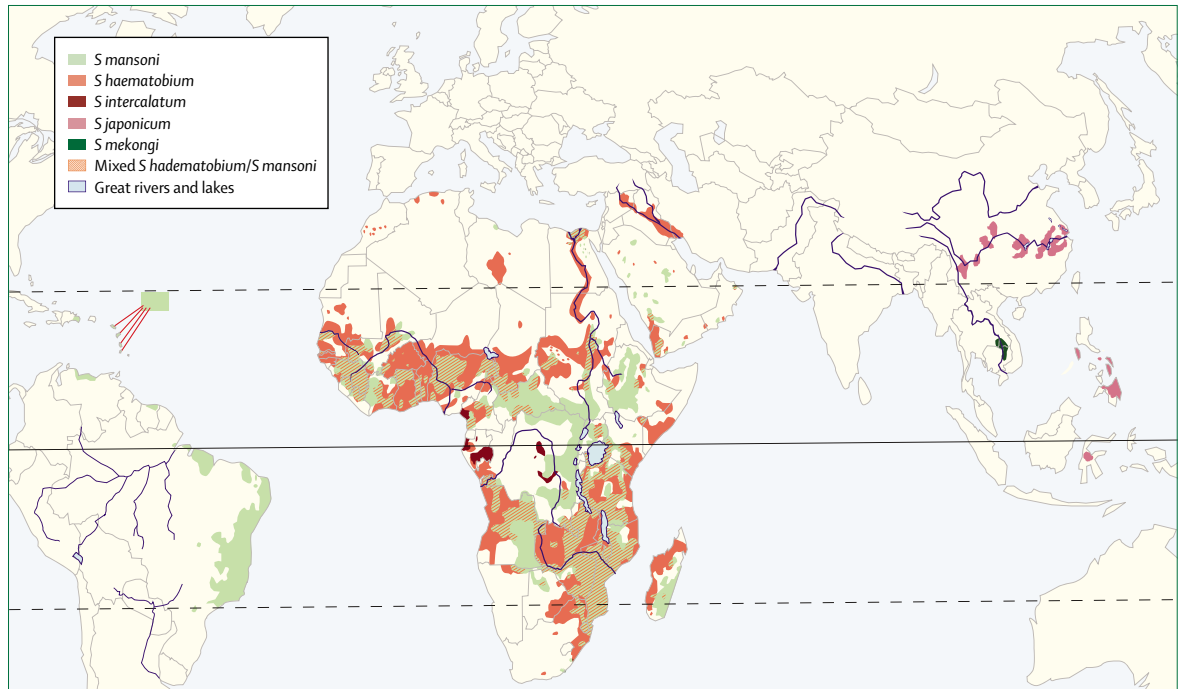 S mansoni
S haematobium
S intercalatum
S japonicum
S mekongi
Mixed S hadematobium/S mansoni
Great rivers and lakes